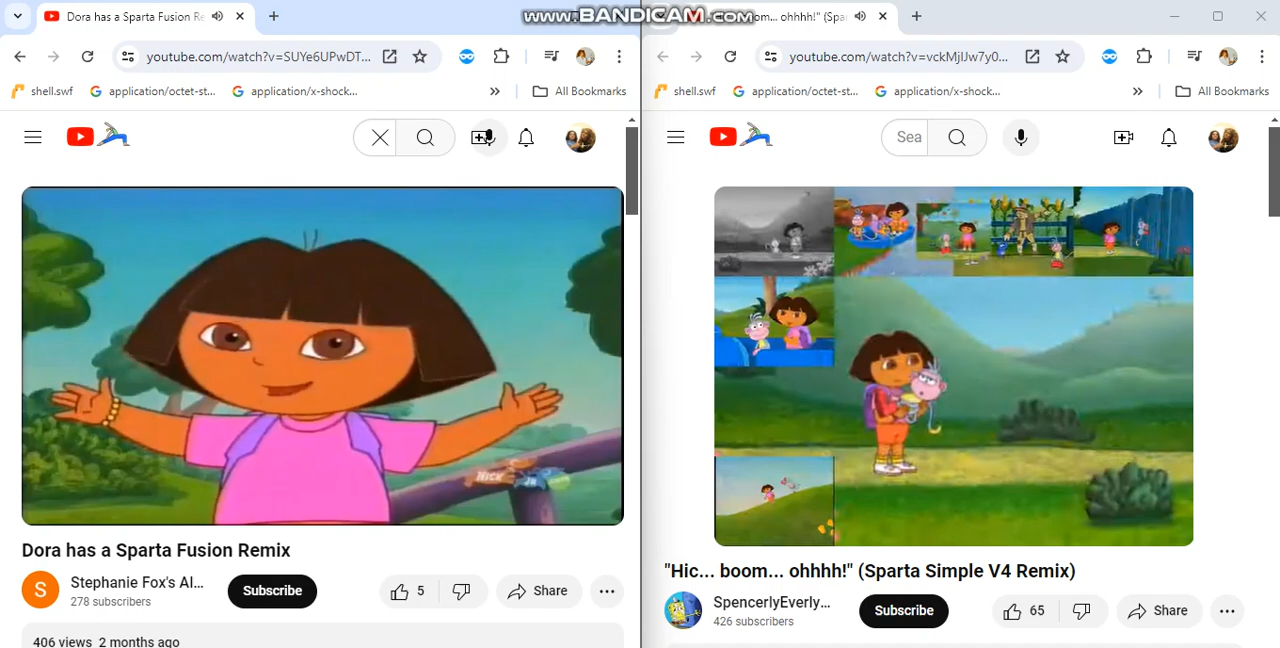 Dora has a Sparta Fusion Re
www.BANDICAM.com
boom... ohhhh!" (Spa
youtube.com/watch?v=SUYe6UPwDT...
youtube.com/watch?v=vckMjIJw7y0...
shell.swf
application/octet-st...
application/x-shock...
»
All Bookmarks
shell.swf
application/octet-st...
application/x-shock...
»
All Bookmarks
Sea
NICK JR
Dora has a Sparta Fusion Remix
S
Stephanie Fox's Al...
278 subscribers
Subscribe
5
Share
406 views 2 months ago
"Hic... boom... ohhhh!" (Sparta Simple V4 Remix)
SpencerlyEverly...
426 subscribers
Subscribe
65
Share